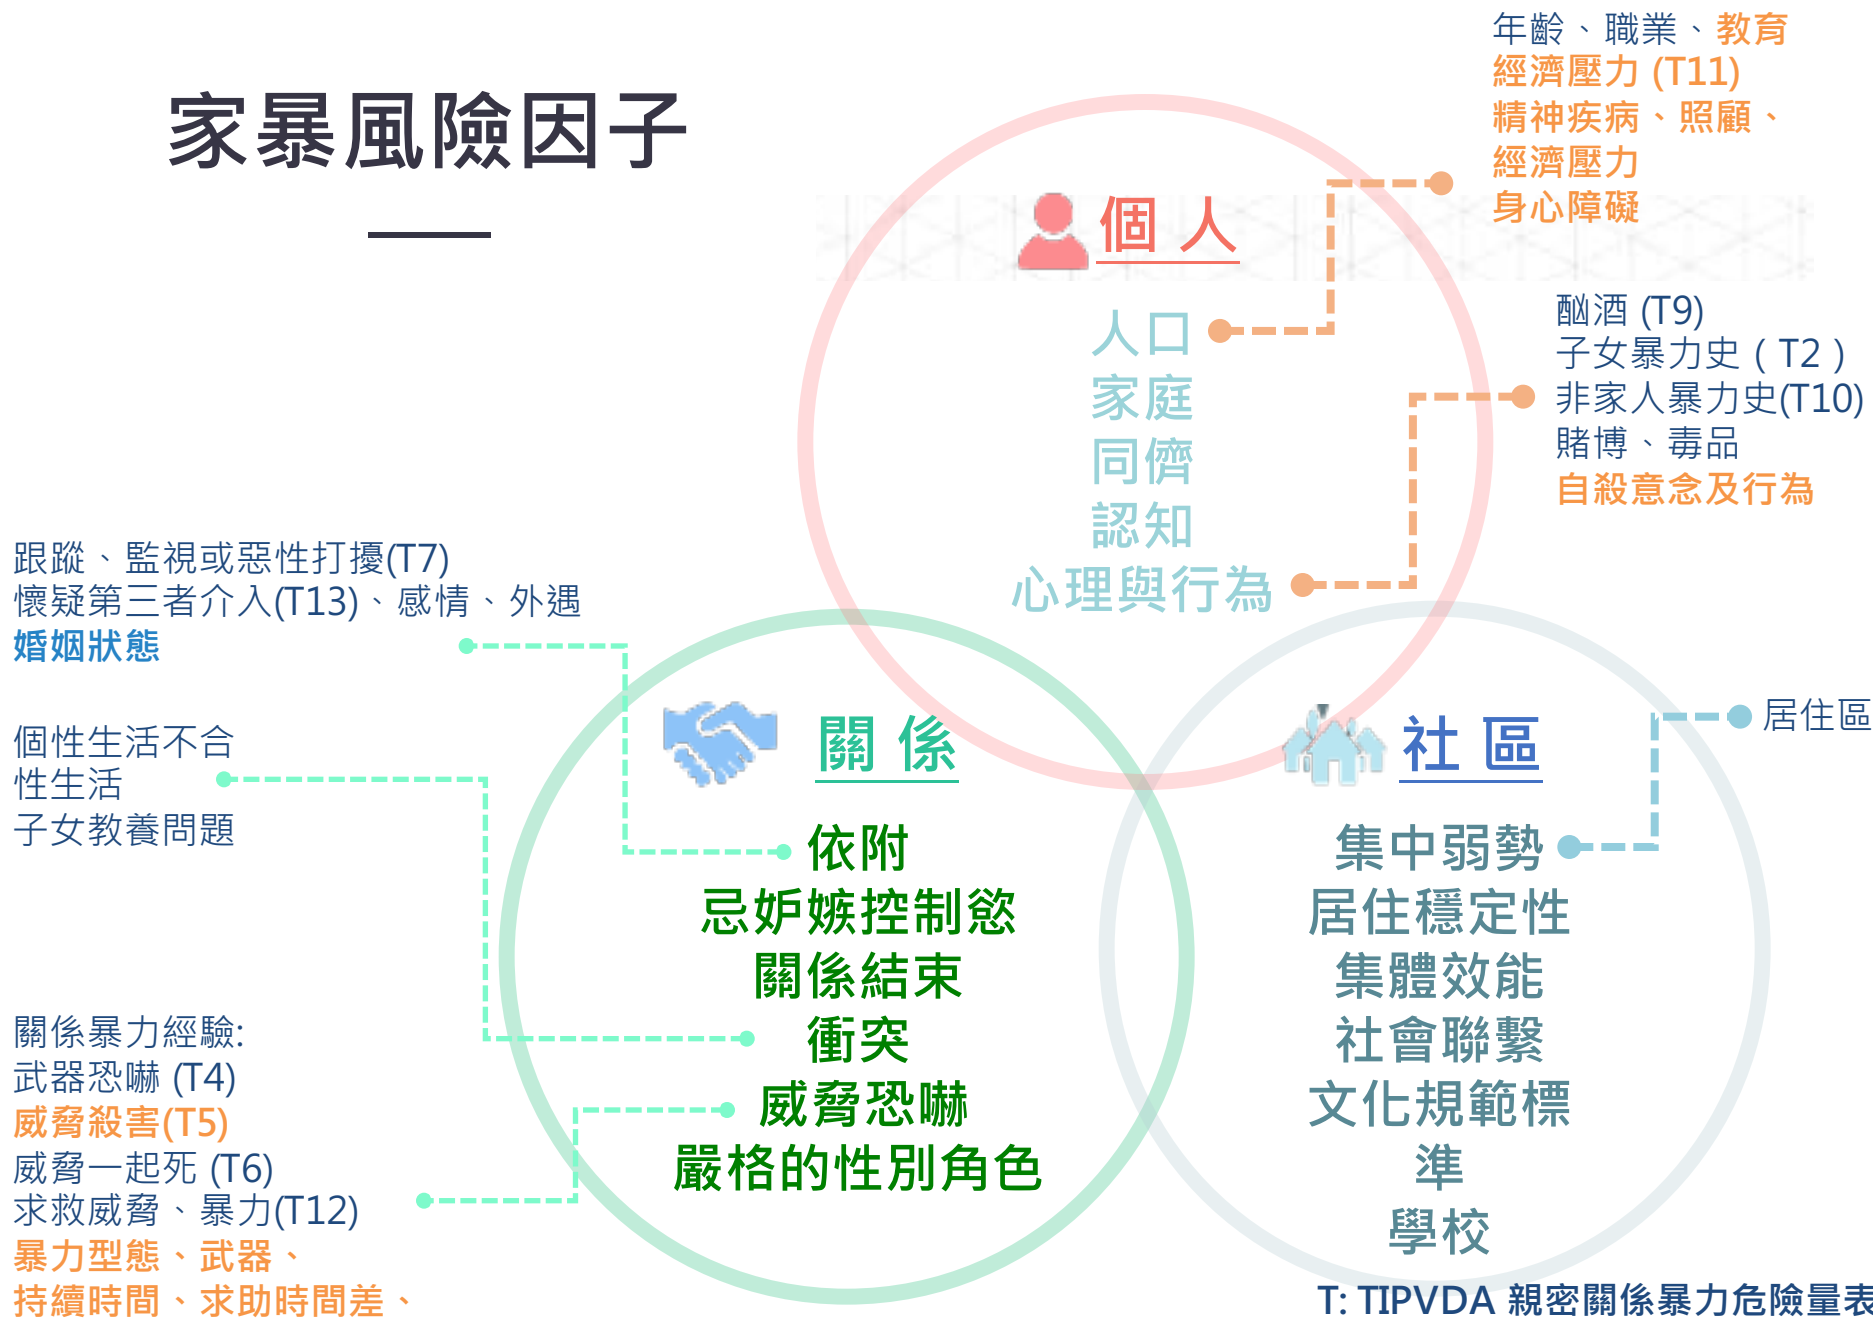 家暴風險因子
年齡、職業、教育
經濟壓力 (T11)
精神疾病、照顧、
經濟壓力
身心障礙
個 人
人口
家庭
同儕
認知
心理與行為
酗酒 (T9)
子女暴力史 ( T2 )
非家人暴力史(T10)
賭博、毒品
自殺意念及行為
跟蹤、監視或惡性打擾(T7)
懷疑第三者介入(T13)、感情、外遇
婚姻狀態
個性生活不合
性生活
子女教養問題
關係暴力經驗:
武器恐嚇 (T4)
威脅殺害(T5)
威脅一起死 (T6)
求救威脅、暴力(T12)
暴力型態、武器、
持續時間、求助時間差、
關 係
依附
忌妒嫉控制慾
關係結束
衝突
威脅恐嚇
嚴格的性別角色
社 區
集中弱勢
居住穩定性
集體效能
社會聯繫
文化規範標
準
學校
居住區
T: TIPVDA 親密關係暴力危險量表